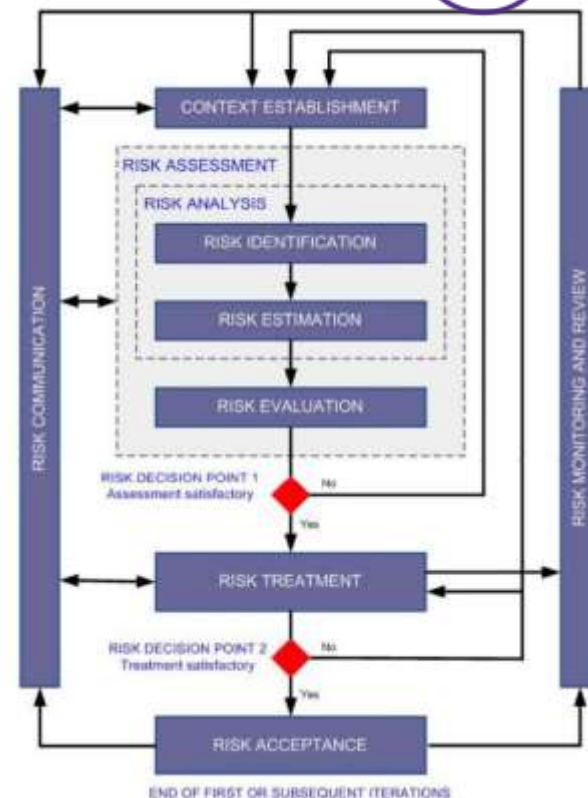 CONTEXT ESTABLISHMENT
RISK ASSESSMENT
RISK ANALYSIS
RISK IDENTIFICATION
RISK ESTIMATION
RISK EVALUATION
RISK COMMUNICATION
RISK MONITORING AND REVIEW
RISK DECISION POINT 1
Assessment satisfactory
No
Yes
RISK TREATMENT
RISK DECISION POINT 2
Treatment satisfactory
No
Yes
RISK ACCEPTANCE
END OF FIRST OR SUBSEQUENT ITERATIONS